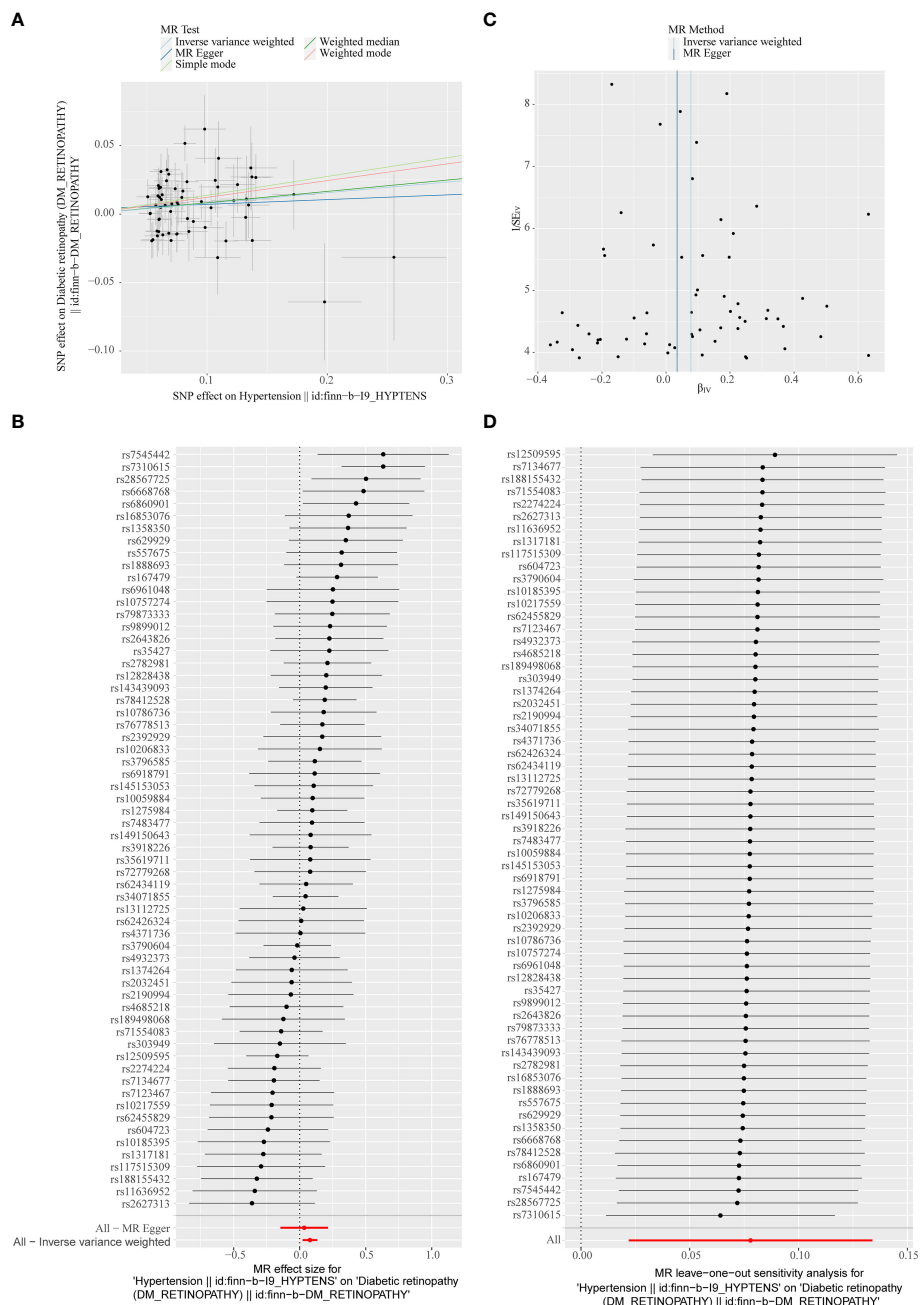 A
MR Test
Inverse variance weighted
MR Egger
Simple mode
Weighted median
Weighted mode
SNP effect on Diabetic retinopathy (DM_RETINOPATHY)
|| id:finn-b-DM_RETINOPATHY
0.05
0.00
−0.05
−0.10
0.1
0.2
0.3
SNP effect on Hypertension || id:finn-b-I9_HYPTENS
C
MR Method
Inverse variance weighted
MR Egger
1/SE_IV
8
7
6
5
4
−0.4
−0.2
0.0
0.2
0.4
0.6
β_IV
B
rs7545442
rs7310615
rs28567725
rs6668768
rs6860901
rs16853076
rs1358350
rs629929
rs557675
rs1888693
rs167479
rs6961048
rs10757274
rs79873333
rs9899012
rs2643826
rs35427
rs2782981
rs12828438
rs143439093
rs78412528
rs10786736
rs76778513
rs2392929
rs10206833
rs3796585
rs6918791
rs145153053
rs10059884
rs1275984
rs7483477
rs149150643
rs3918226
rs35619711
rs72779268
rs62434119
rs34071855
rs13112725
rs62426324
rs4371736
rs3790604
rs4932373
rs1374264
rs2032451
rs2190994
rs4685218
rs189498068
rs71554083
rs303949
rs12509595
rs2274224
rs7134677
rs7123467
rs10217559
rs62455829
rs604723
rs10185395
rs1317181
rs117515309
rs188155432
rs11636952
rs2627313
All − MR Egger
All − Inverse variance weighted
−0.5
0.0
0.5
1.0
MR effect size for
'Hypertension || id:finn-b-I9_HYPTENS' on 'Diabetic retinopathy
(DM_RETINOPATHY) || id:finn-b-DM_RETINOPATHY'
D
rs12509595
rs7134677
rs188155432
rs71554083
rs2274224
rs2627313
rs11636952
rs1317181
rs117515309
rs604723
rs3790604
rs10185395
rs10217559
rs62455829
rs7123467
rs4932373
rs4685218
rs189498068
rs303949
rs1374264
rs2032451
rs2190994
rs34071855
rs4371736
rs62426324
rs62434119
rs13112725
rs72779268
rs35619711
rs149150643
rs3918226
rs7483477
rs10059884
rs145153053
rs6918791
rs1275984
rs3796585
rs10206833
rs2392929
rs10786736
rs10757274
rs6961048
rs12828438
rs35427
rs9899012
rs2643826
rs79873333
rs76778513
rs143439093
rs2782981
rs16853076
rs1888693
rs557675
rs629929
rs1358350
rs6668768
rs78412528
rs6860901
rs167479
rs7545442
rs28567725
rs7310615
All
0.00
0.05
0.10
MR leave−one−out sensitivity analysis for
'Hypertension || id:finn-b-I9_HYPTENS' on 'Diabetic retinopathy
(DM_RETINOPATHY) || id:finn-b-DM_RETINOPATHY'